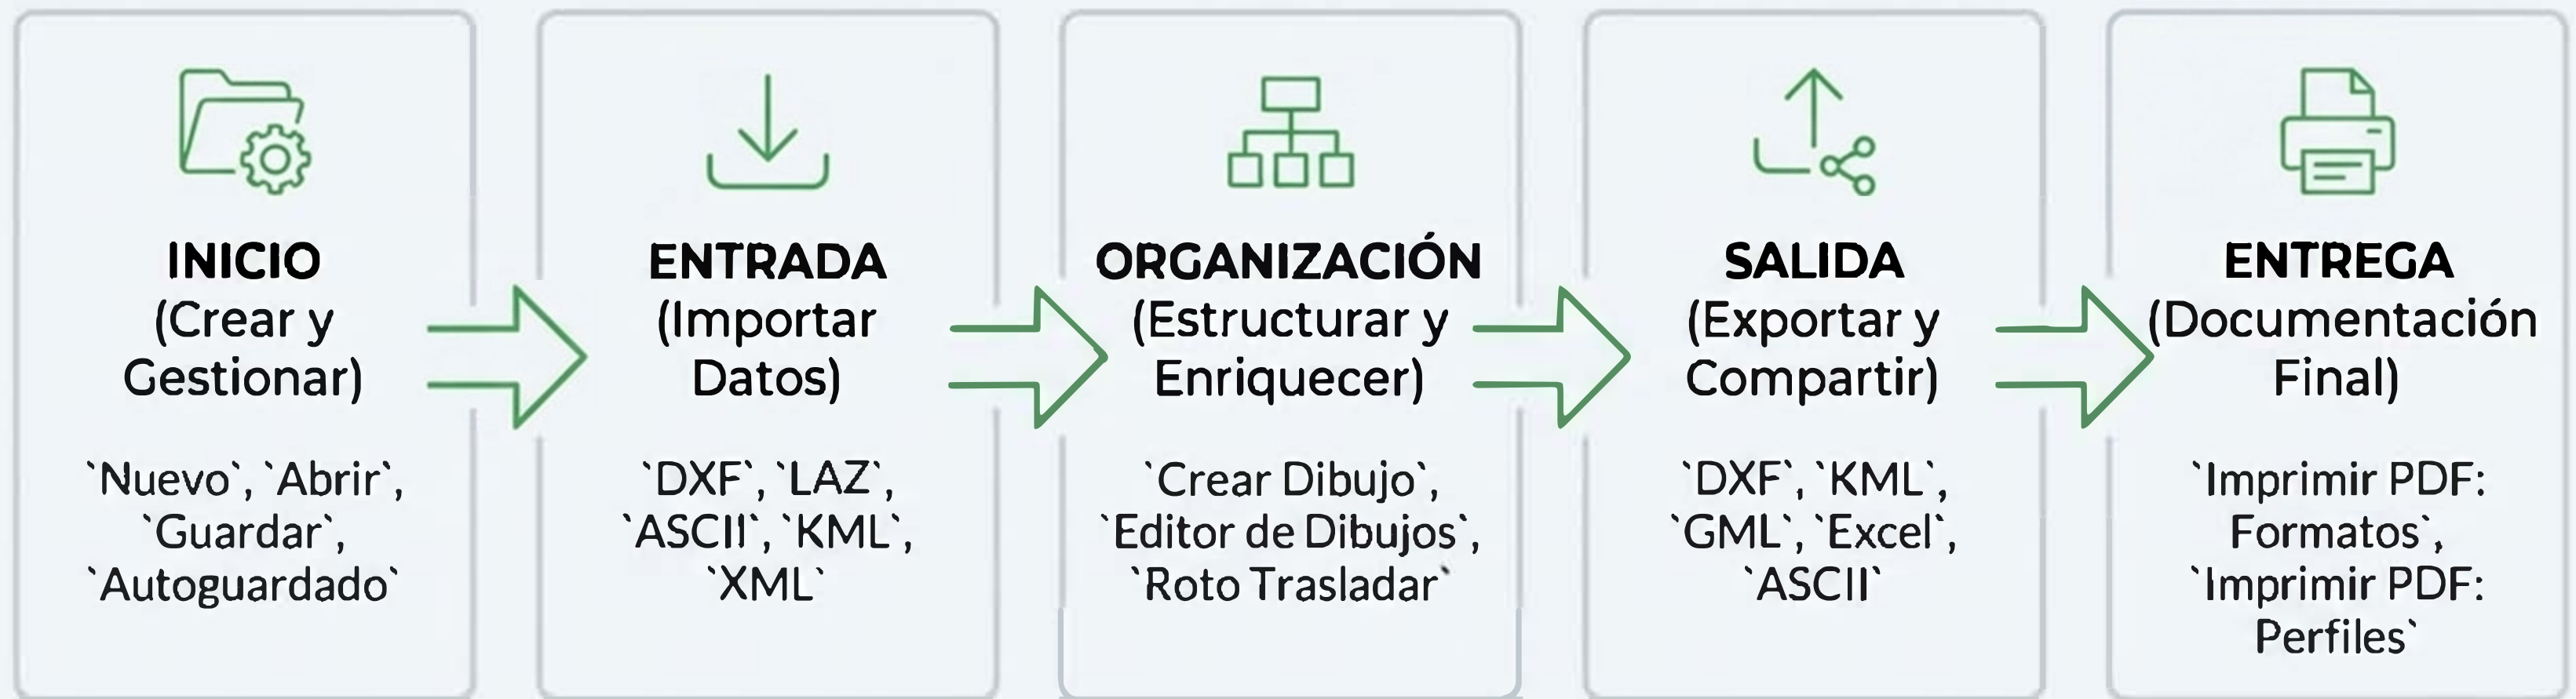 INICIO
(Crear y
Gestionar)
`Nuevo`, `Abrir`,
`Guardar`,
`Autoguardado`
ENTRADA
(Importar
Datos)
`DXF`, `LAZ`,
`ASCII`, `KML`,
`XML`
ORGANIZACIÓN
(Estructurar y
Enriquecer)
`Crear Dibujo`,
`Editor de Dibujos`,
`Roto Trasladar`
SALIDA
(Exportar y
Compartir)
`DXF`, `KML`,
`GML`, `Excel`,
`ASCII`
ENTREGA
(Documentación
Final)
`Imprimir PDF:
Formatos`,
`Imprimir PDF:
Perfiles`